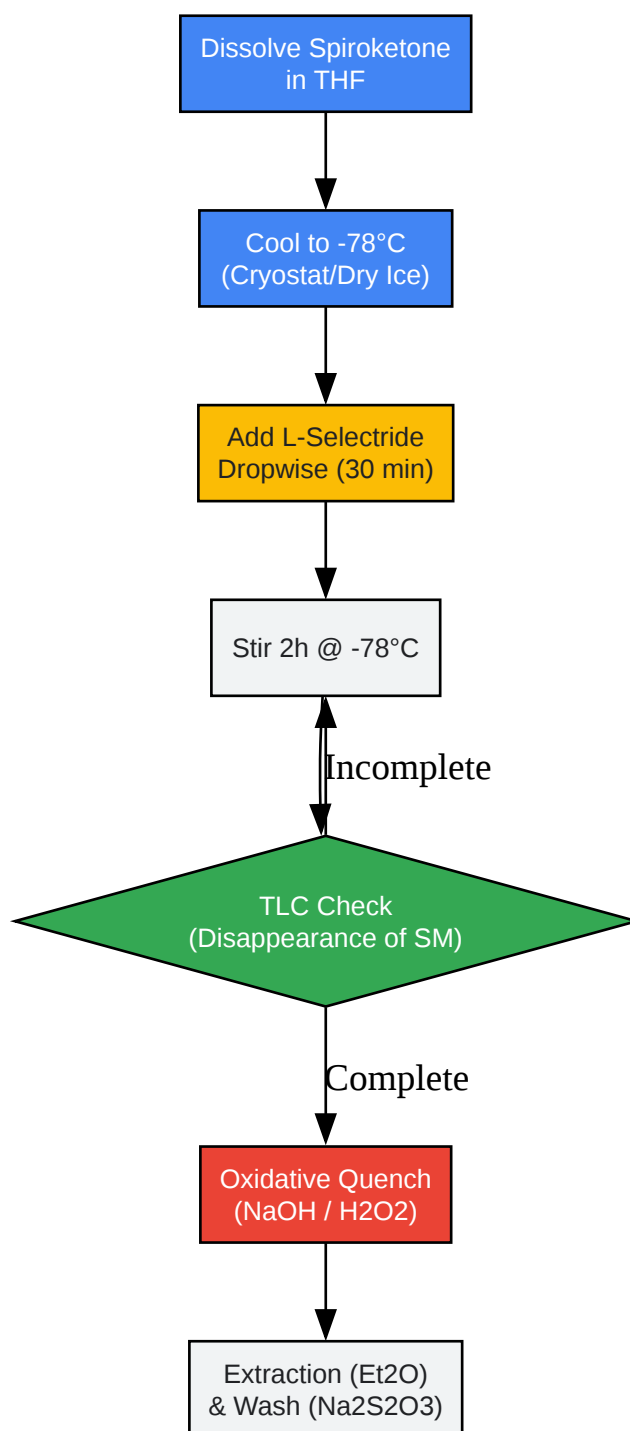 Dissolve Spiroketone
in THF
Cool to -78°C
(Cryostat/Dry Ice)
Add L-Selectride
Dropwise (30 min)
Stir 2h @ -78°C
Incomplete
TLC Check
(Disappearance of SM)
Complete
Oxidative Quench
(NaOH / H2O2)
Extraction (Et2O)
& Wash (Na2S2O3)